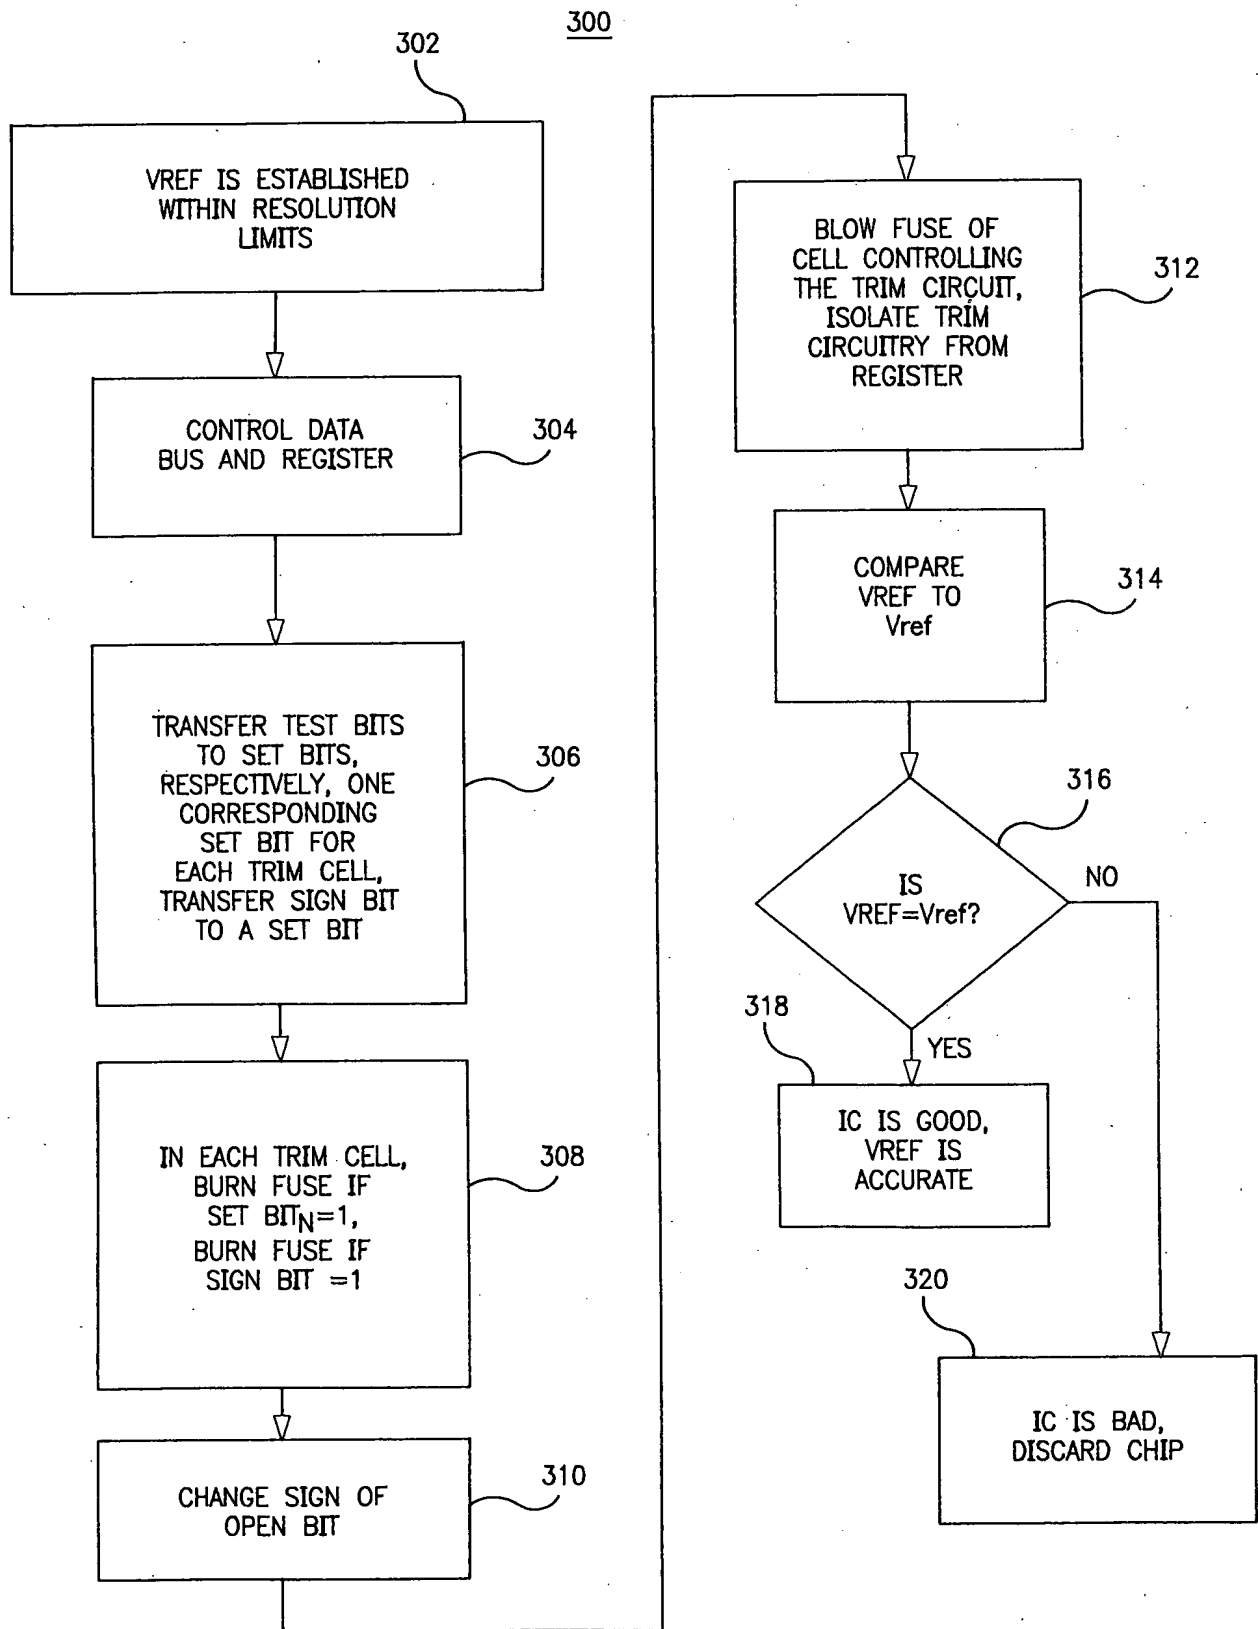 300
302
VREF IS ESTABLISHED
WITHIN RESOLUTION
LIMITS
CONTROL DATA
BUS AND REGISTER
304
TRANSFER TEST BITS
TO SET BITS,
RESPECTIVELY, ONE
CORRESPONDING
SET BIT FOR
EACH TRIM CELL,
TRANSFER SIGN BIT
TO A SET BIT
306
IN EACH TRIM CELL,
BURN FUSE IF
SET BITN=1,
BURN FUSE IF
SIGN BIT =1
308
CHANGE SIGN OF
OPEN BIT
310
BLOW FUSE OF
CELL CONTROLLING
THE TRIM CIRCUIT,
ISOLATE TRIM
CIRCUITRY FROM
REGISTER
312
COMPARE
VREF TO
Vref
314
316
IS
VREF=Vref?
NO
YES
318
IC IS GOOD,
VREF IS
ACCURATE
320
IC IS BAD,
DISCARD CHIP